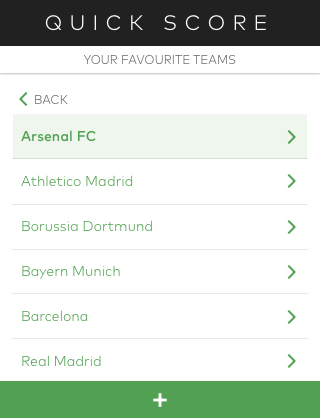 QUICK SCORE
YOUR FAVOURITE TEAMS
BACK
Arsenal FC
Athletico Madrid
Borussia Dortmund
Bayern Munich
Barcelona
Real Madrid
+